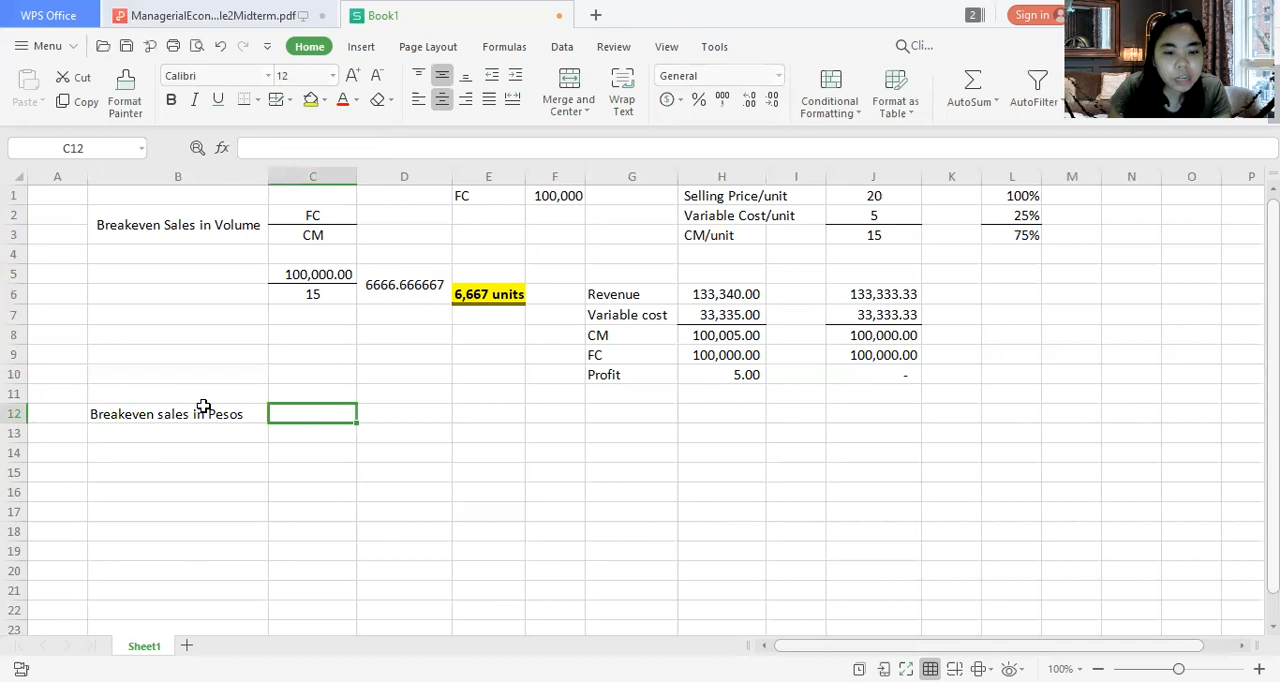 WPS Office ManagerialEcon...le2Midterm.pdf Book1 2 Sign in
Menu Home Insert Page Layout Formulas Data Review View Tools Cli...
Paste Cut Copy Format Painter Calibri 12 Merge and Center Wrap Text General Conditional Formatting Format as Table AutoSum AutoFilter
C12 fx
A B C D E F G H I J K L M N O P
1 FC 100,000 Selling Price/unit 20 100%
2 Breakeven Sales in Volume FC Variable Cost/unit 5 25%
3 CM CM/unit 15 75%
4
5 100,000.00 6666.666667
6 15 6,667 units Revenue 133,340.00 133,333.33
7 Variable cost 33,335.00 33,333.33
8 CM 100,005.00 100,000.00
9 FC 100,000.00 100,000.00
10 Profit 5.00 -
11
12 Breakeven sales in Pesos
13
14
15
16
17
18
19
20
21
22
23
Sheet1
100%